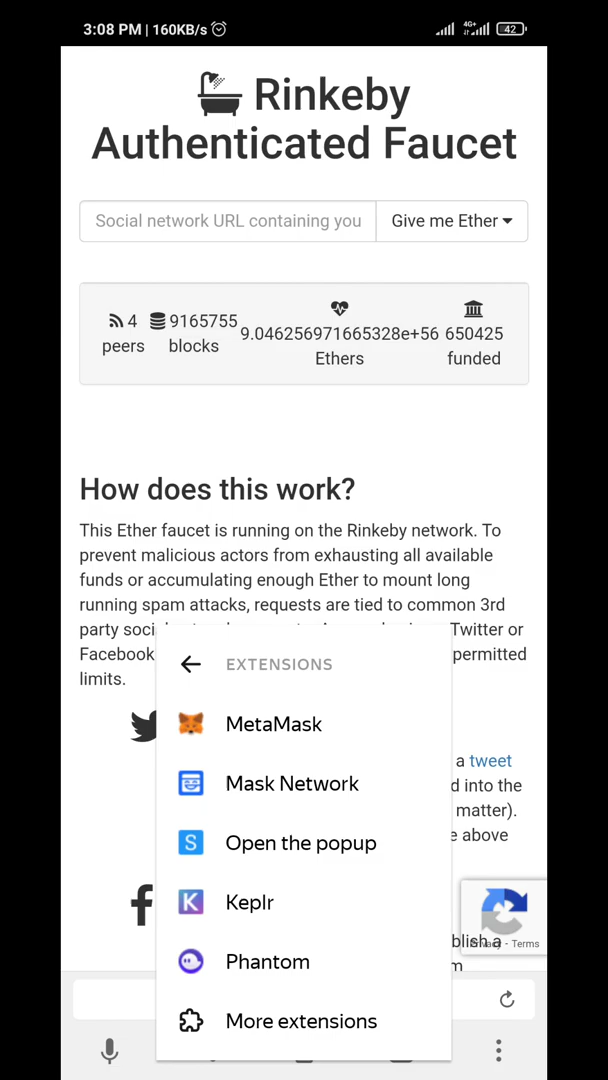 3:08 PM | 160KB/s
4G+
42
Rinkeby
Authenticated Faucet
Social network URL containing you
Give me Ether
4
peers
9165755
blocks
9.046256971665328e+56
Ethers
650425
funded
How does this work?
This Ether faucet is running on the Rinkeby network. To
prevent malicious actors from exhausting all available
funds or accumulating enough Ether to mount long
running spam attacks, requests are tied to common 3rd
party
Twitter or
Facebook
permitted
limits.
a tweet
d into the
matter).
e above
blish a
m
Privacy - Terms
EXTENSIONS
MetaMask
Mask Network
Open the popup
Keplr
Phantom
More extensions